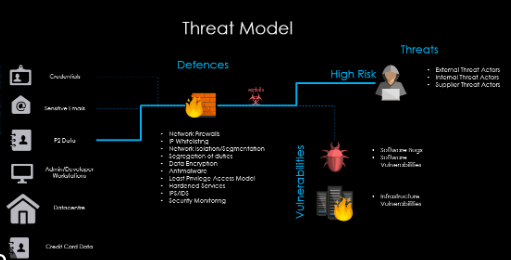 Threat Model
Threats
Defences
High Risk
External Threat Actors
Internal Threat Actors
Supplier Threat Actors
Credentials
Sensitive Emails
P2 Data
Admin/Developer
Workstations
Datacentre
Credit Card Data
Network Firewalls
IP Whitelisting
Network Isolation/Segmentation
Segregation of duties
Data Encryption
Antimalware
Least Privilege Access Model
Hardened Services
IPS/IDS
Security Monitoring
Vulnerabilities
Software Bugs
Software
Vulnerabilities
Infrastructure
Vulnerabilities